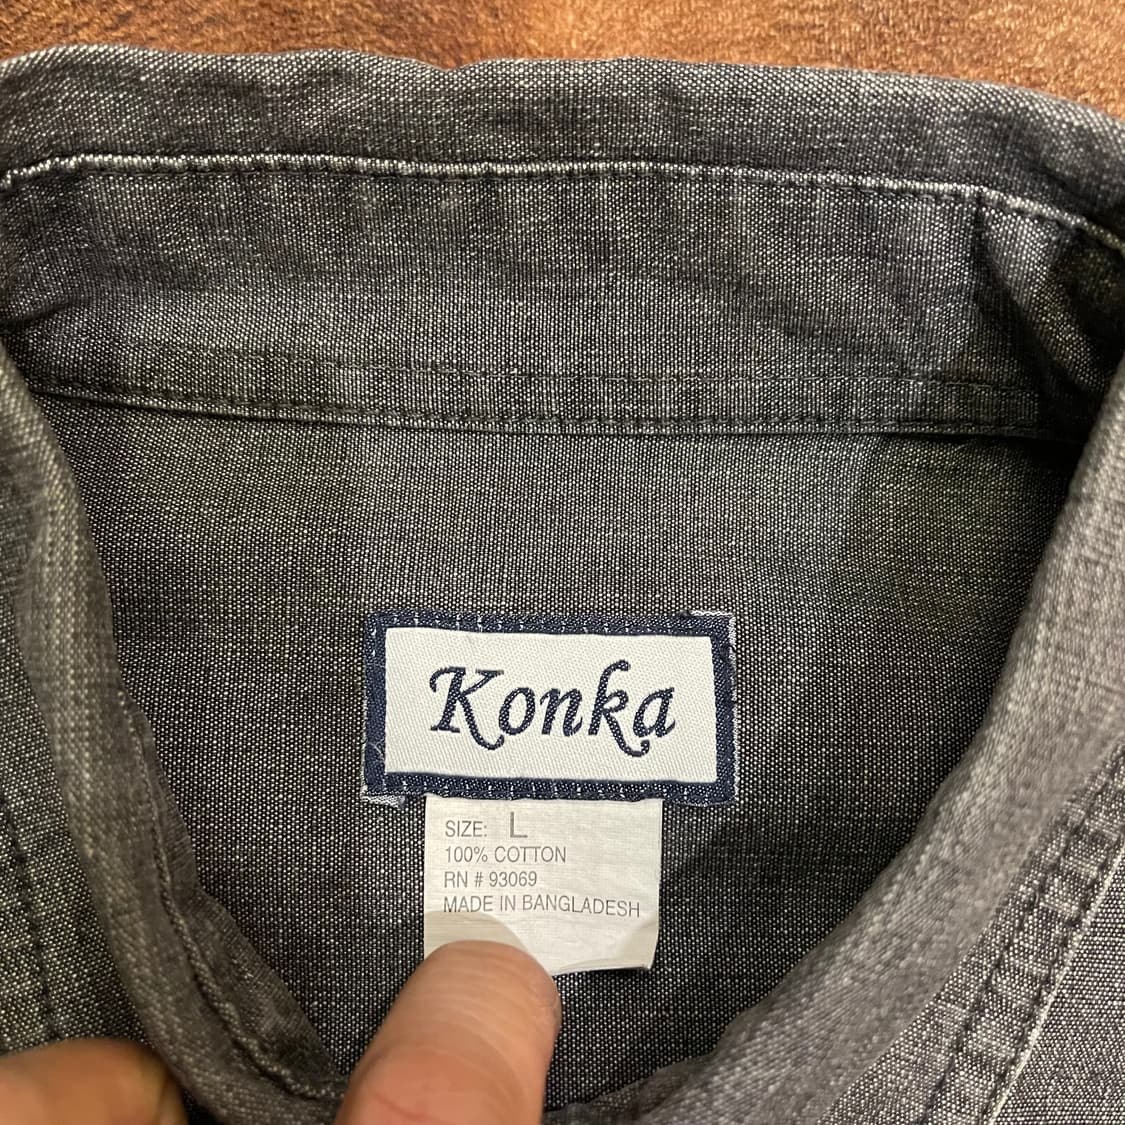 Konka
SIZE: L
100% COTTON
RN # 93069
MADE IN BANGLADESH